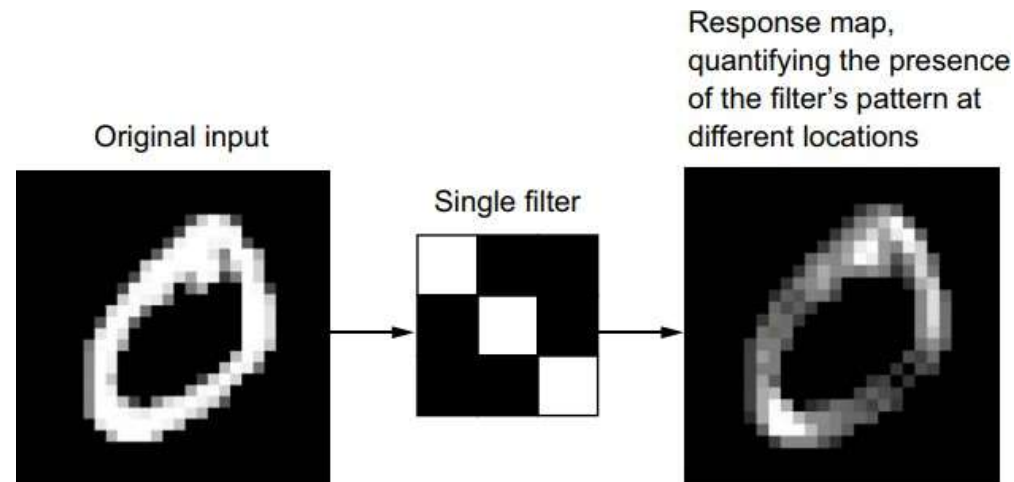 Original input
Single filter
Response map,
quantifying the presence
of the filter's pattern at
different locations